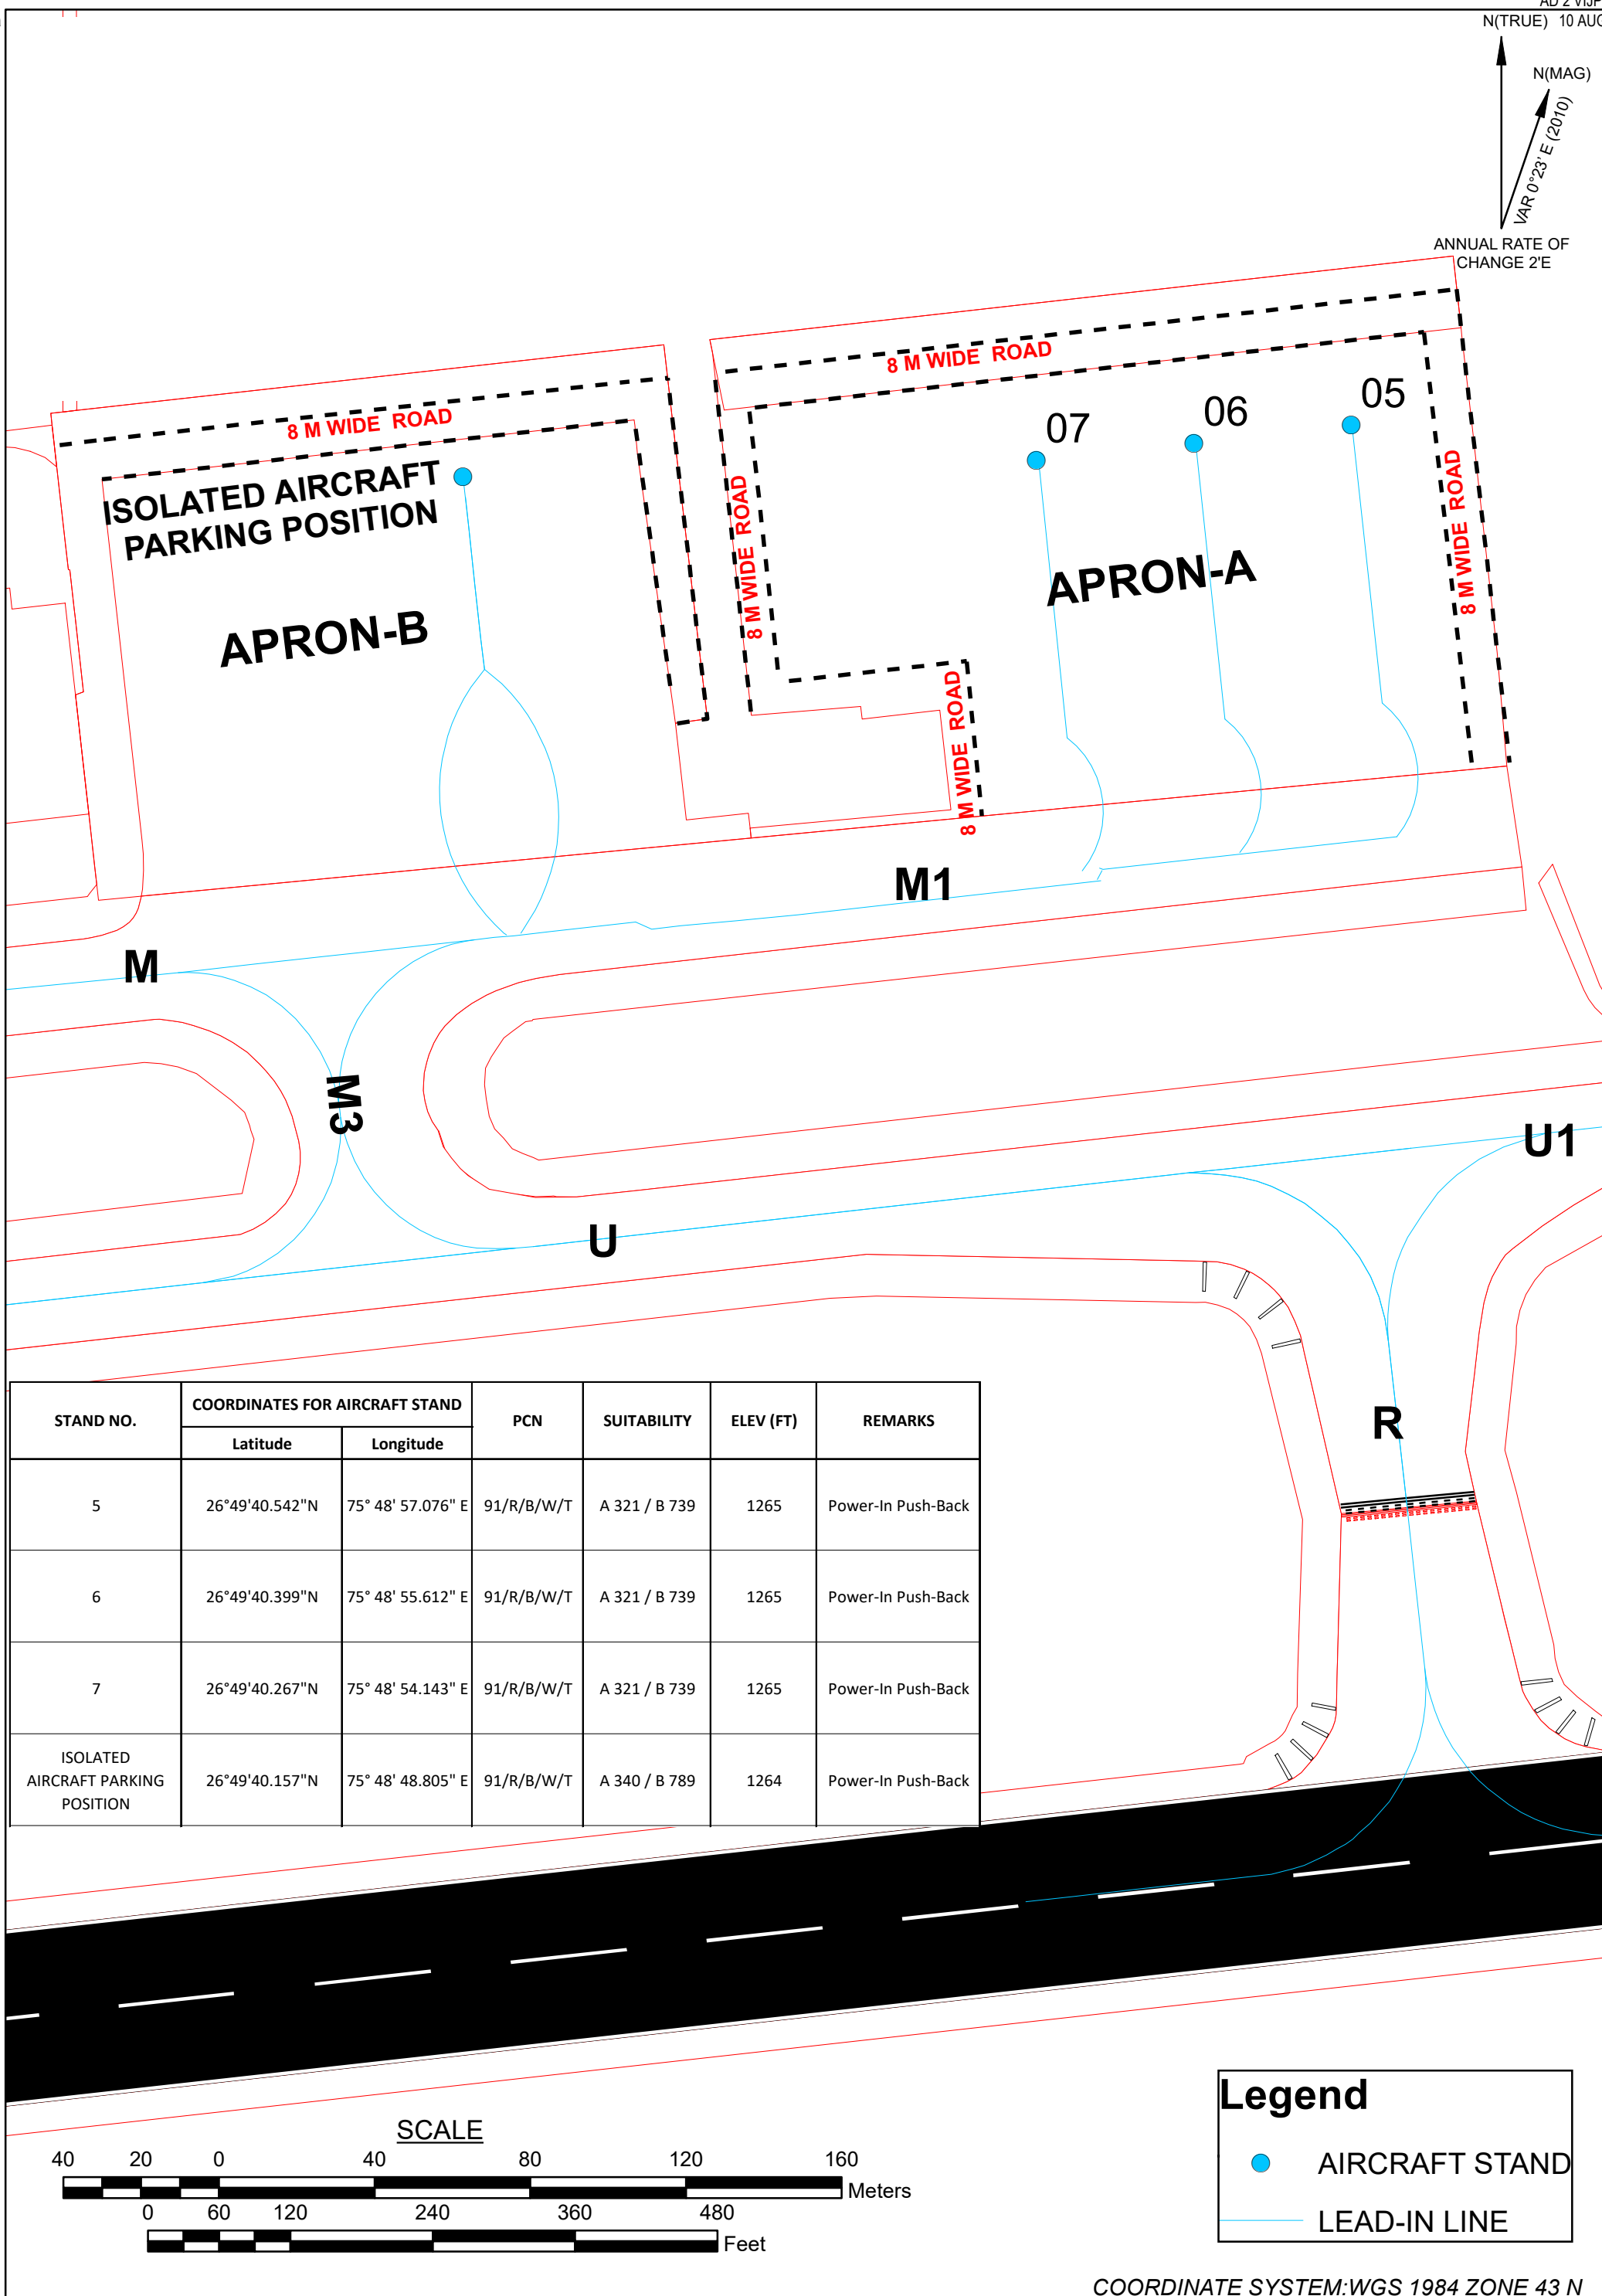 N(TRUE) 10 AUG
N(MAG)
VAR 0°23' E (2010)
ANNUAL RATE OF
CHANGE 2'E
8 M WIDE ROAD
8 M WIDE ROAD
05
06
07
ISOLATED AIRCRAFT
PARKING POSITION
8 M WIDE ROAD
8 M WIDE ROAD
APRON-A
APRON-B
8 M WIDE ROAD
M1
M
M3
U1
U
R
STAND NO. COORDINATES FOR AIRCRAFT STAND PCN SUITABILITY ELEV (FT) REMARKS
Latitude Longitude
5 26°49'40.542"N 75° 48' 57.076" E 91/R/B/W/T A 321 / B 739 1265 Power-In Push-Back
6 26°49'40.399"N 75° 48' 55.612" E 91/R/B/W/T A 321 / B 739 1265 Power-In Push-Back
7 26°49'40.267"N 75° 48' 54.143" E 91/R/B/W/T A 321 / B 739 1265 Power-In Push-Back
ISOLATED
AIRCRAFT PARKING
POSITION
26°49'40.157"N 75° 48' 48.805" E 91/R/B/W/T A 340 / B 789 1264 Power-In Push-Back
SCALE
40 20 0 40 80 120 160
Meters
0 60 120 240 360 480
Feet
Legend
AIRCRAFT STAND
LEAD-IN LINE
COORDINATE SYSTEM:WGS 1984 ZONE 43 N